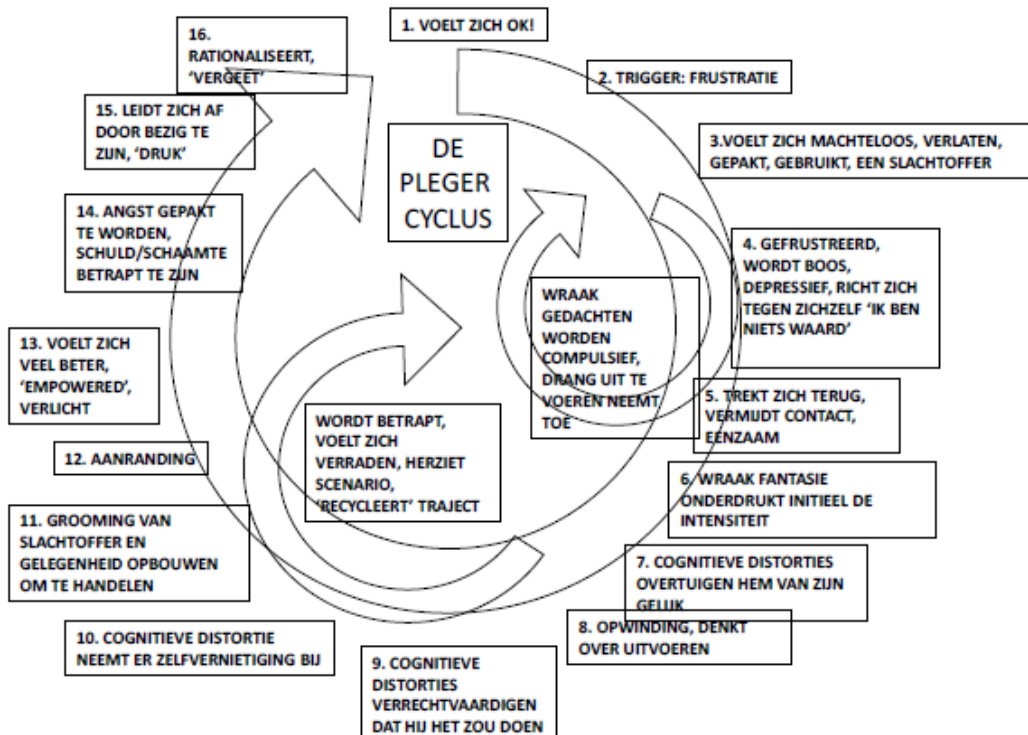 1. VOELT ZICH OK!
2. TRIGGER: FRUSTRATIE
3.VOELT ZICH MACHTELOOS, VERLATEN,
GEPAKT, GEBRUIKT, EEN SLACHTOFFER
4. GEFRUSTREERD,
WORDT BOOS,
DEPRESSIEF, RICHT ZICH
TEGEN ZICHZELF ‘IK BEN
NIETS WAARD’
5. TREKT ZICH TERUG,
VERMIJDT CONTACT,
EENZAAM
6. WRAAK FANTASIE
ONDERDRUKT INITIEEL DE
INTENSITEIT
7. COGNITIEVE DISTORTIES
OVERTUIGEN HEM VAN ZIJN
GELIJK
8. OPWINDING, DENKT
OVER UITVOEREN
9. COGNITIEVE
DISTORTIES
VERRECHTVAARDIGEN
DAT HIJ HET ZOU DOEN
10. COGNITIEVE DISTORTIE
NEEMT ER ZELFVERNIETIGING BIJ
11. GROOMING VAN
SLACHTOFFER EN
GELEGENHEID OPBOUWEN
OM TE HANDELEN
12. AANRANDING
13. VOELT ZICH
VEEL BETER,
‘EMPOWERED’,
VERLICHT
14. ANGST GEPAKT
TE WORDEN,
SCHULD/SCHAAMTE
BETRAPT TE ZIJN
15. LEIDT ZICH AF
DOOR BEZIG TE
ZIJN, ‘DRUK’
16.
RATIONALISEERT,
‘VERGEET’
DE
PLEGER
CYCLUS
WRAAK
GEDACHTEN
WORDEN
COMPULSIEF,
DRANG UIT TE
VOEREN NEEMT
TOE
WORDT BETRAPT,
VOELT ZICH
VERRADEN, HERZIET
SCENARIO,
‘RECYCLEERT’ TRAJECT